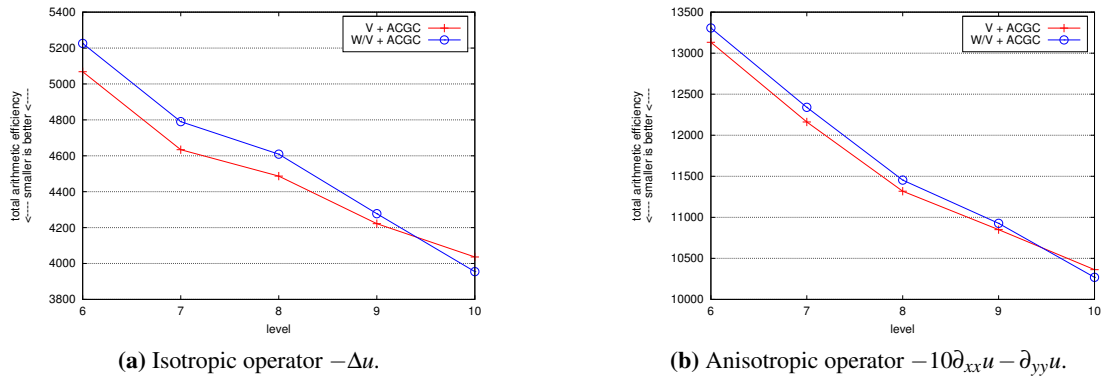 5400
5200
5000
4800
4600
4400
4200
4000
3800
total arithmetic efficiency
<---- smaller is better <----
V + ACGC
W/V + ACGC
6 7 8 9 10
level
(a) Isotropic operator −Δu.
13500
13000
12500
12000
11500
11000
10500
10000
total arithmetic efficiency
<---- smaller is better <----
V + ACGC
W/V + ACGC
6 7 8 9 10
level
(b) Anisotropic operator −10∂xxu − ∂yyu.